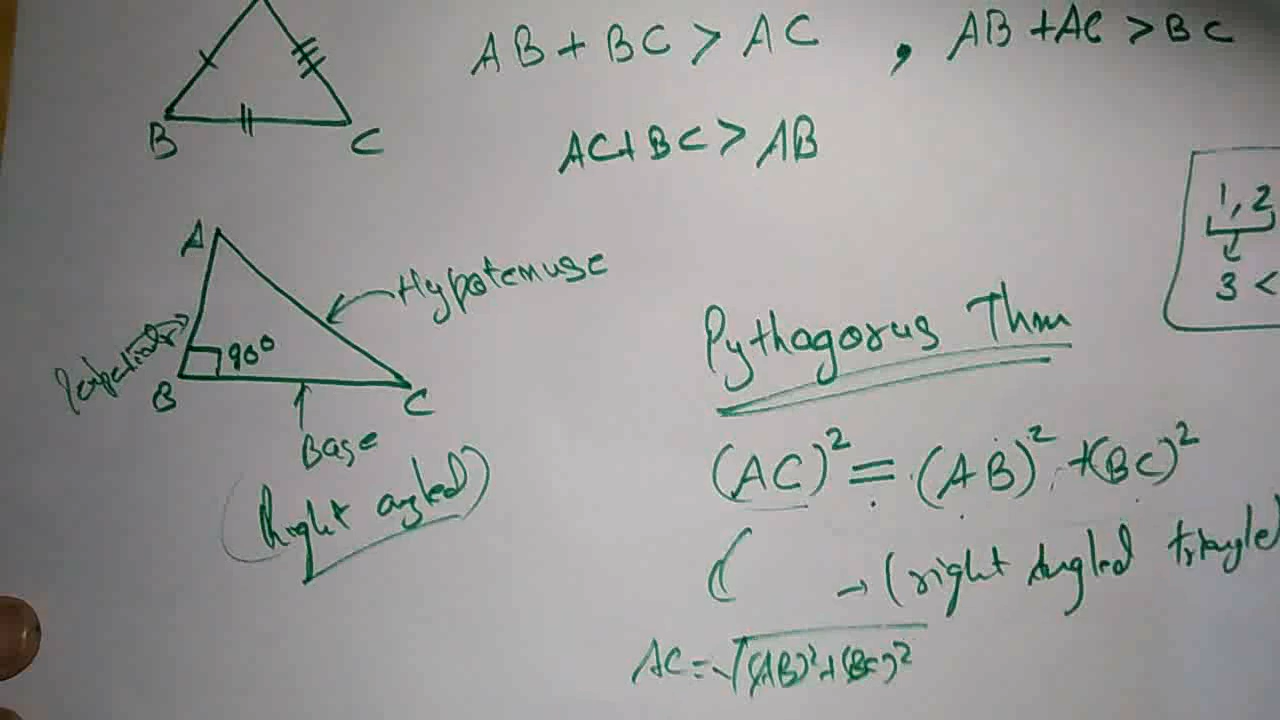 AB + BC > AC , AB + AC > BC
B
C
AC + BC > AB
1, 2
3 <
A
Hypotenuse
90°
B
C
Base
(Right angled)
Pythagorus Thm
(AC)² = (AB)² + (BC)²
( → (right Angled triangle)
AC = √(AB)² + (BC)²